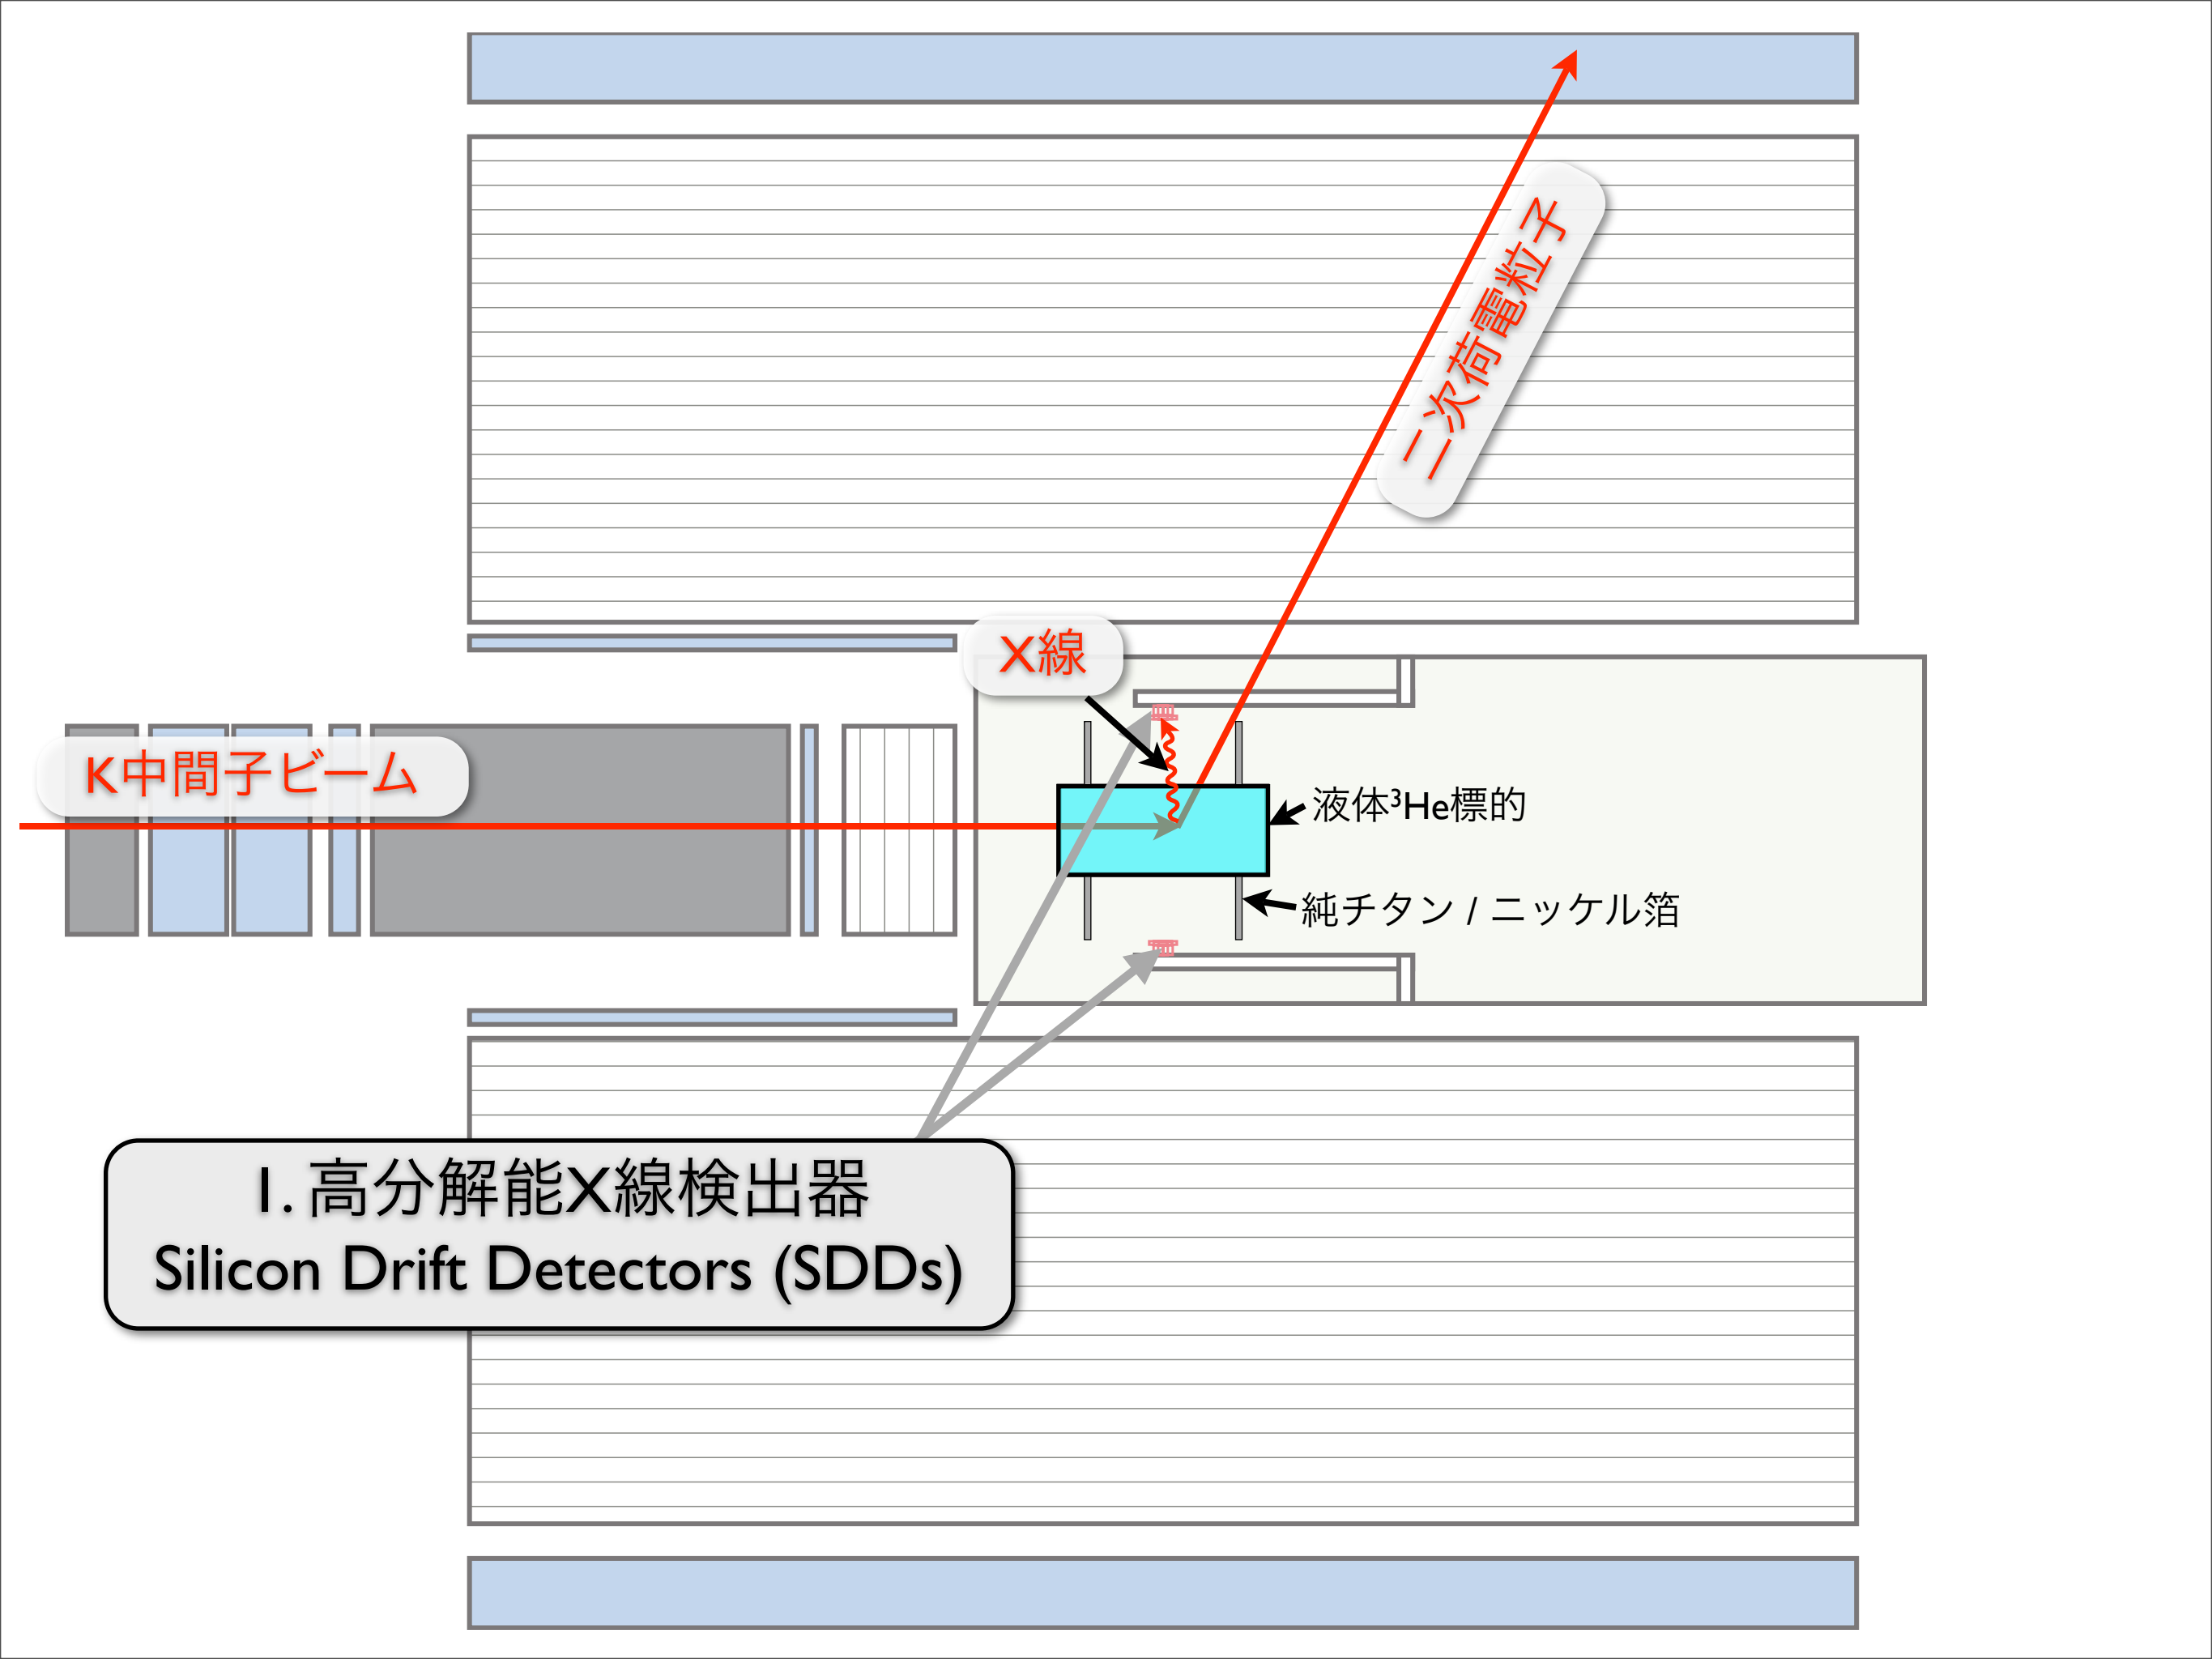 二次荷電粒子
X線
K中間子ビーム
液体³He標的
純チタン / ニッケル箔
1. 高分解能X線検出器
Silicon Drift Detectors (SDDs)